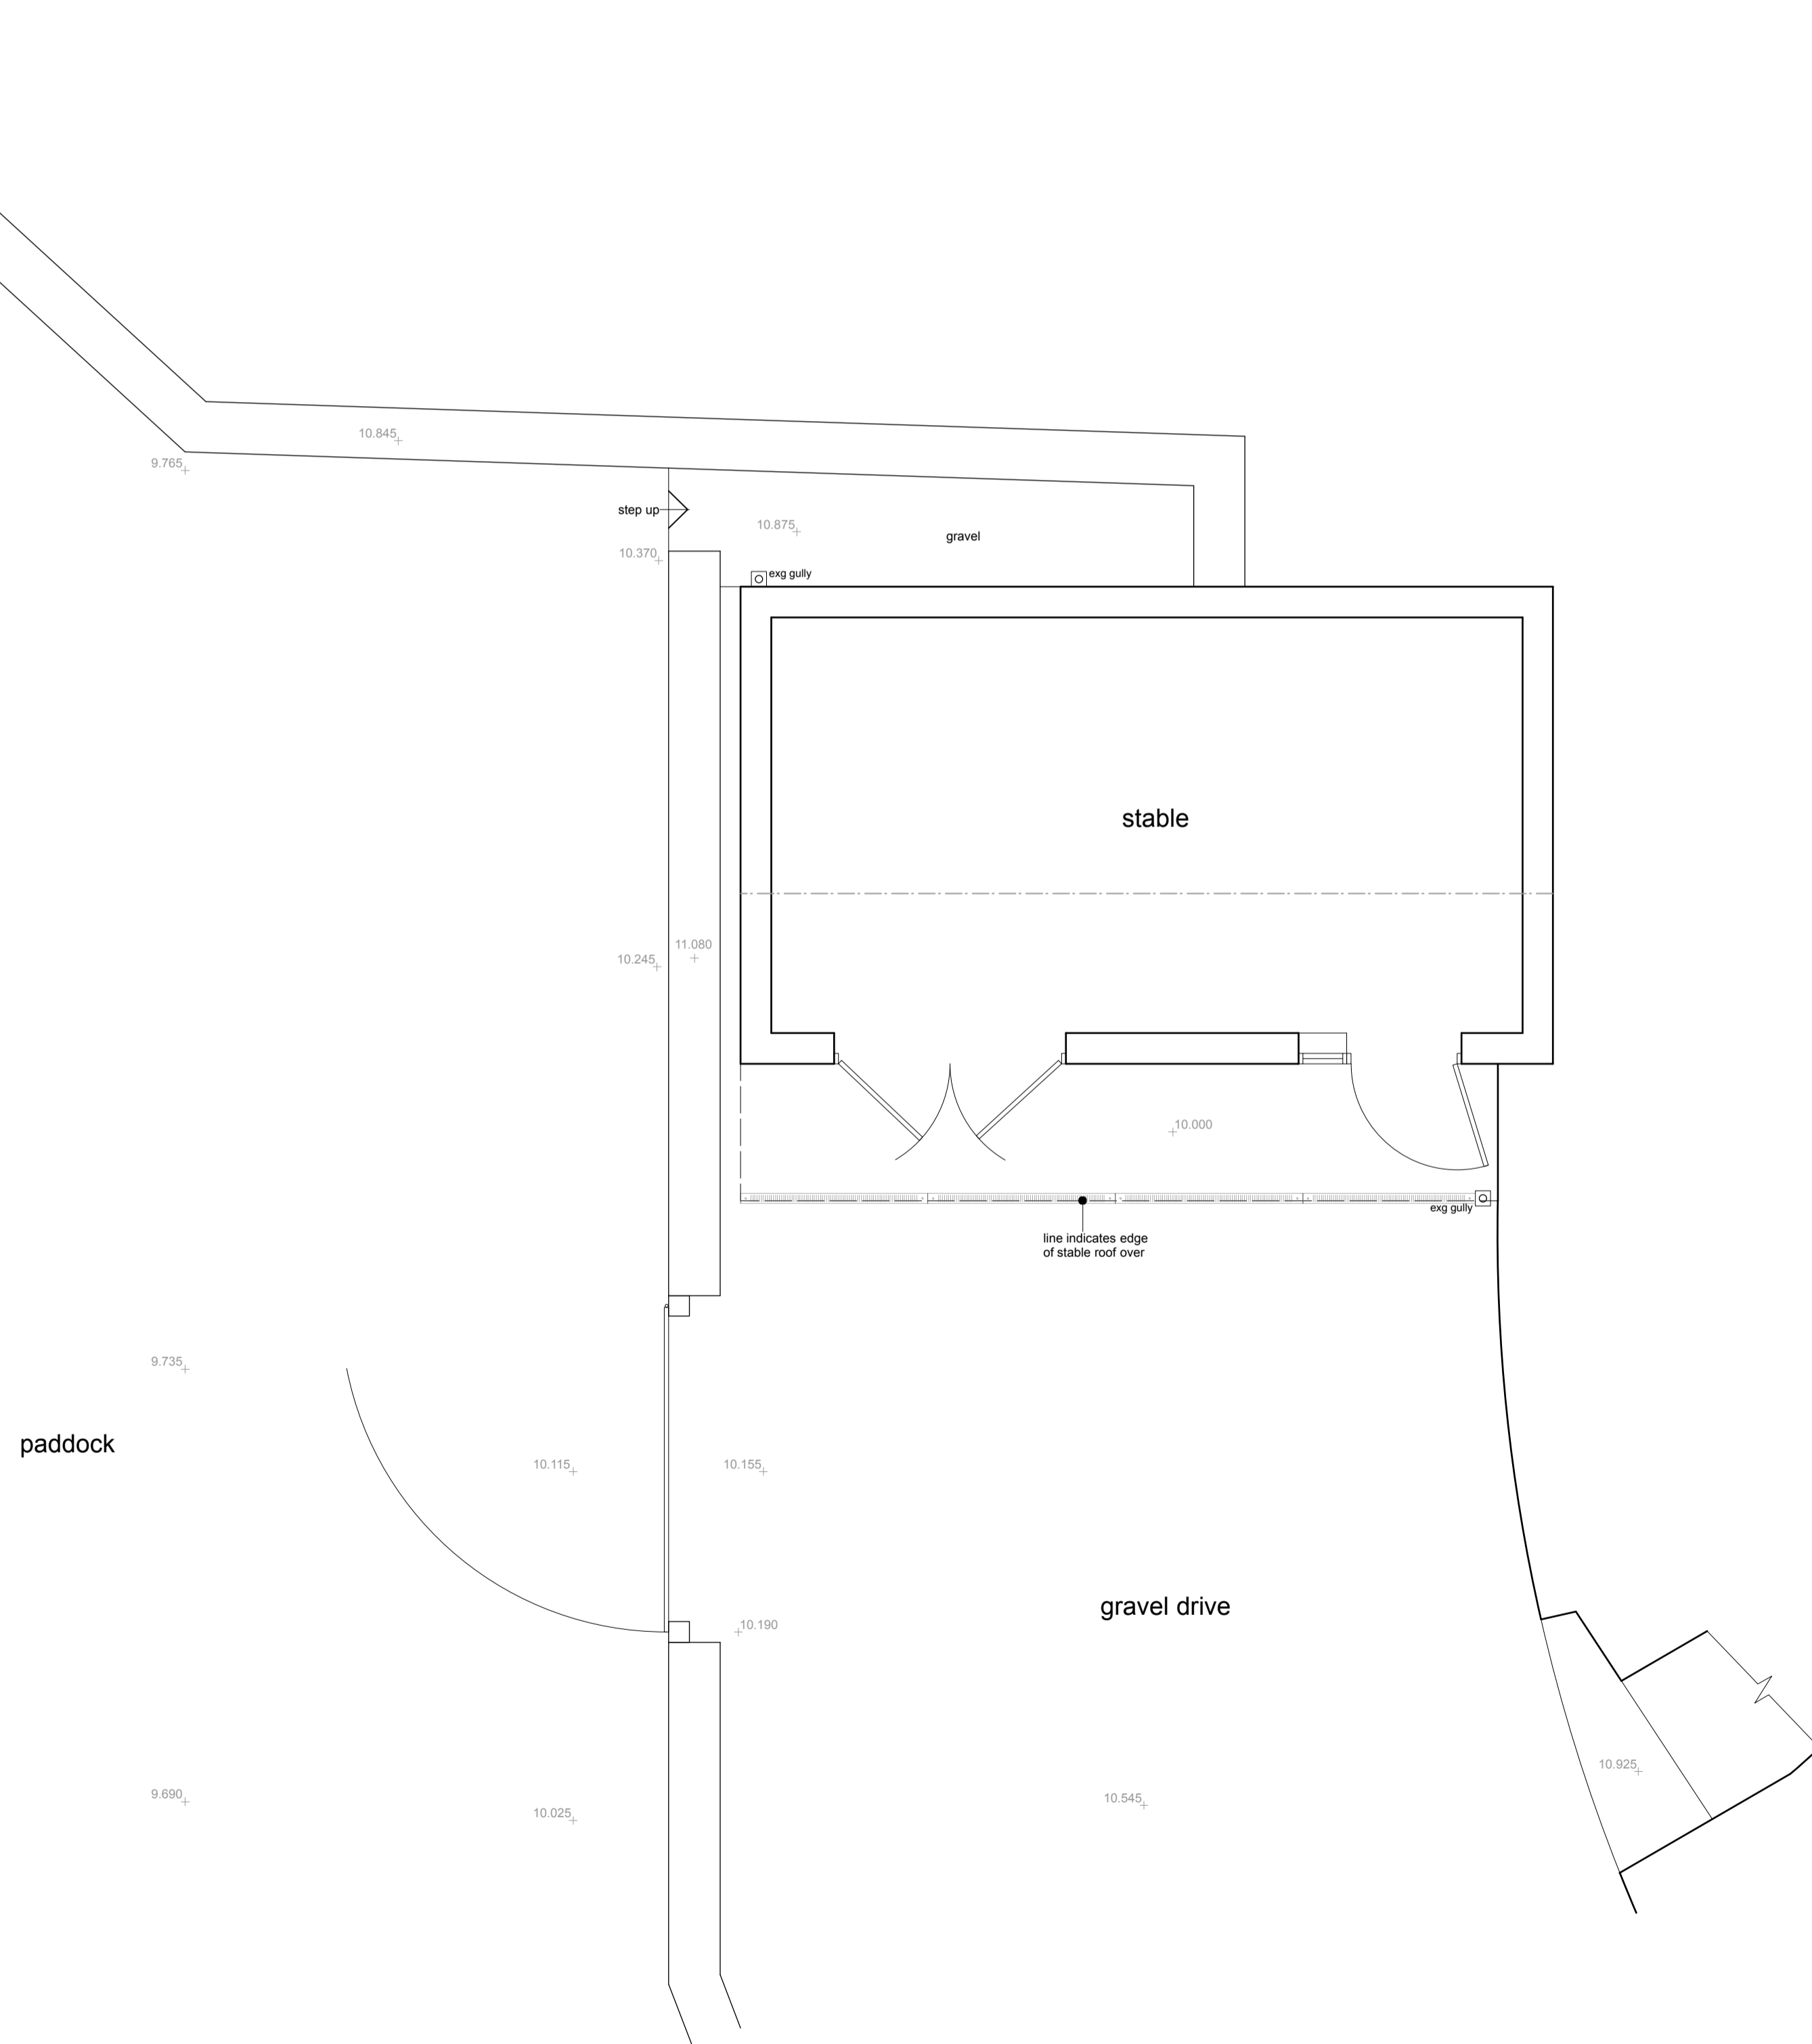 10.845
9.765
step up
10.875
gravel
10.370
exg gully
stable
11.080
10.245
10.000
exg gully
line indicates edge
of stable roof over
9.735
paddock
10.115
10.155
gravel drive
10.190
10.925
9.690
10.545
10.025